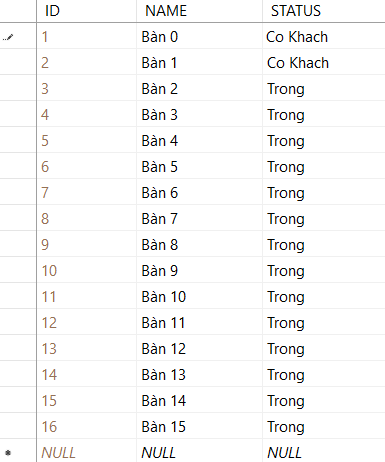 ID NAME STATUS
1 Bàn 0 Co Khach
2 Bàn 1 Co Khach
3 Bàn 2 Trong
4 Bàn 3 Trong
5 Bàn 4 Trong
6 Bàn 5 Trong
7 Bàn 6 Trong
8 Bàn 7 Trong
9 Bàn 8 Trong
10 Bàn 9 Trong
11 Bàn 10 Trong
12 Bàn 11 Trong
13 Bàn 12 Trong
14 Bàn 13 Trong
15 Bàn 14 Trong
16 Bàn 15 Trong
NULL NULL NULL